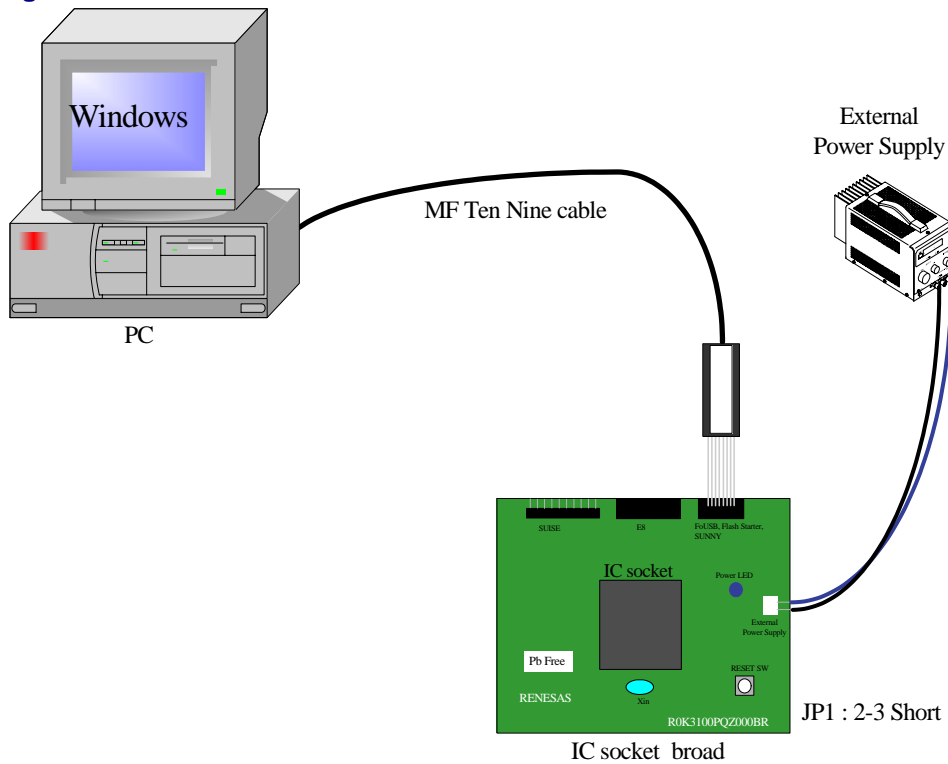 Windows
External
Power Supply
MF Ten Nine cable
PC
SUISE
E8
FoUSB, Flash Starter,
SUNNY
IC socket
Power LED
External
Power Supply
Pb Free
RESET SW
RENESAS
Xin
R0K3100PQZ000BR
JP1 : 2-3 Short
IC socket broad